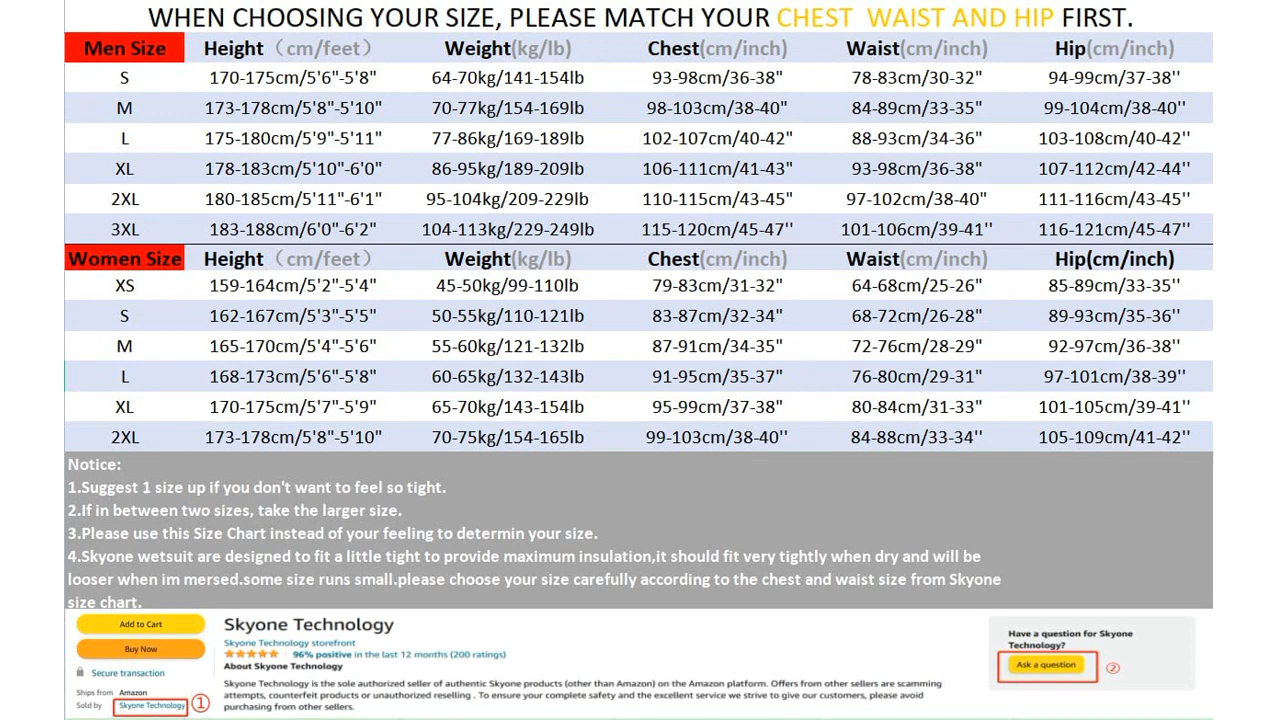 WHEN CHOOSING YOUR SIZE, PLEASE MATCH YOUR CHEST WAIST AND HIP FIRST.
Men Size Height（cm/feet） Weight(kg/lb) Chest(cm/inch) Waist(cm/inch) Hip(cm/inch)
S 170-175cm/5'6"-5'8" 64-70kg/141-154lb 93-98cm/36-38" 78-83cm/30-32" 94-99cm/37-38''
M 173-178cm/5'8"-5'10" 70-77kg/154-169lb 98-103cm/38-40" 84-89cm/33-35" 99-104cm/38-40''
L 175-180cm/5'9"-5'11" 77-86kg/169-189lb 102-107cm/40-42" 88-93cm/34-36" 103-108cm/40-42''
XL 178-183cm/5'10"-6'0" 86-95kg/189-209lb 106-111cm/41-43" 93-98cm/36-38" 107-112cm/42-44''
2XL 180-185cm/5'11"-6'1" 95-104kg/209-229lb 110-115cm/43-45" 97-102cm/38-40" 111-116cm/43-45''
3XL 183-188cm/6'0"-6'2" 104-113kg/229-249lb 115-120cm/45-47'' 101-106cm/39-41'' 116-121cm/45-47''
Women Size Height（cm/feet） Weight(kg/lb) Chest(cm/inch) Waist(cm/inch) Hip(cm/inch)
XS 159-164cm/5'2"-5'4" 45-50kg/99-110lb 79-83cm/31-32" 64-68cm/25-26" 85-89cm/33-35''
S 162-167cm/5'3"-5'5" 50-55kg/110-121lb 83-87cm/32-34" 68-72cm/26-28" 89-93cm/35-36''
M 165-170cm/5'4"-5'6" 55-60kg/121-132lb 87-91cm/34-35" 72-76cm/28-29" 92-97cm/36-38''
L 168-173cm/5'6"-5'8" 60-65kg/132-143lb 91-95cm/35-37" 76-80cm/29-31" 97-101cm/38-39''
XL 170-175cm/5'7"-5'9" 65-70kg/143-154lb 95-99cm/37-38" 80-84cm/31-33" 101-105cm/39-41''
2XL 173-178cm/5'8"-5'10" 70-75kg/154-165lb 99-103cm/38-40'' 84-88cm/33-34'' 105-109cm/41-42''
Notice:
1.Suggest 1 size up if you don't want to feel so tight.
2.If in between two sizes, take the larger size.
3.Please use this Size Chart instead of your feeling to determin your size.
4.Skyone wetsuit are designed to fit a little tight to provide maximum insulation,it should fit very tightly when dry and will be
looser when im mersed.some size runs small.please choose your size carefully according to the chest and waist size from Skyone
size chart.
Add to Cart
Buy Now
Secure transaction
Ships from Amazon
Sold by Skyone Technology ①
Skyone Technology
Skyone Technology storefront
96% positive in the last 12 months (200 ratings)
About Skyone Technology
Skyone Technology is the sole authorized seller of authentic Skyone products (other than Amazon) on the Amazon platform. Offers from other sellers are scamming
attempts, counterfeit products or unauthorized reselling . To ensure your complete safety and the excellent service we strive to give our customers, please avoid
purchasing from other sellers.
Have a question for Skyone
Technology?
Ask a question ②